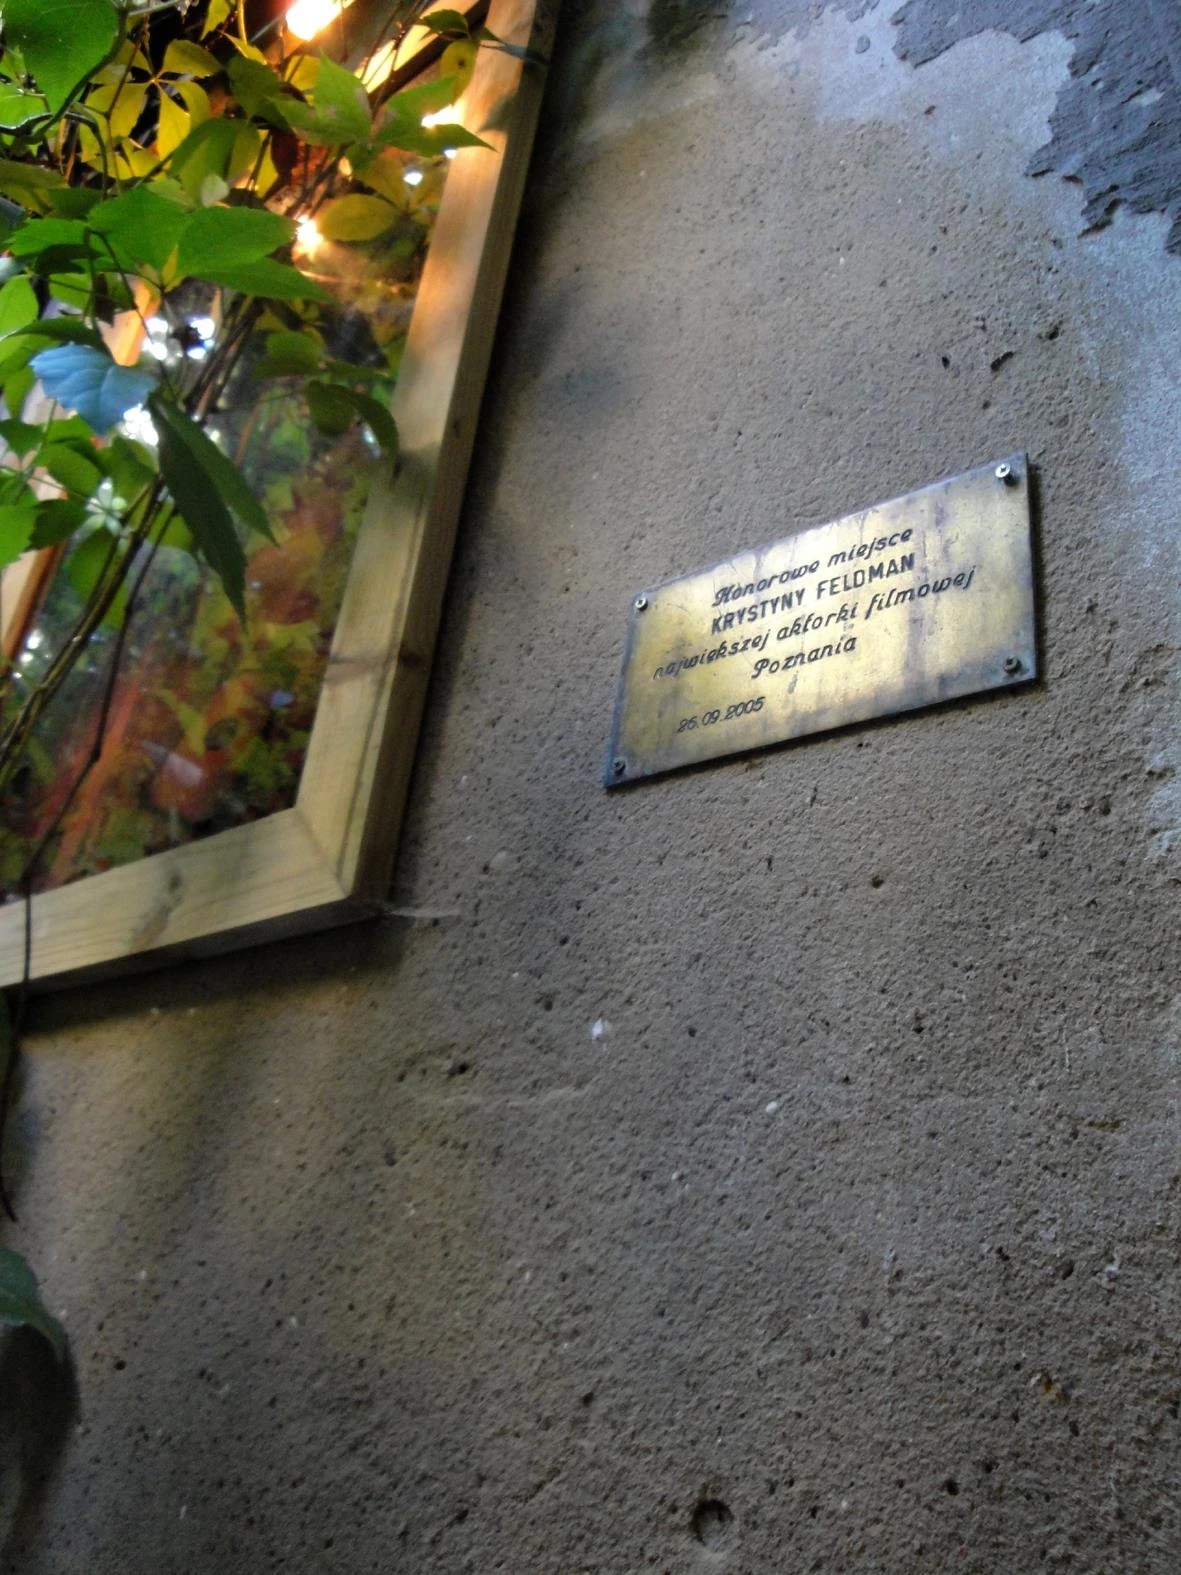 Honorowe miejsce
KRYSTYNY FELDMAN
największej aktorki filmowej
Poznania
26.09.2005